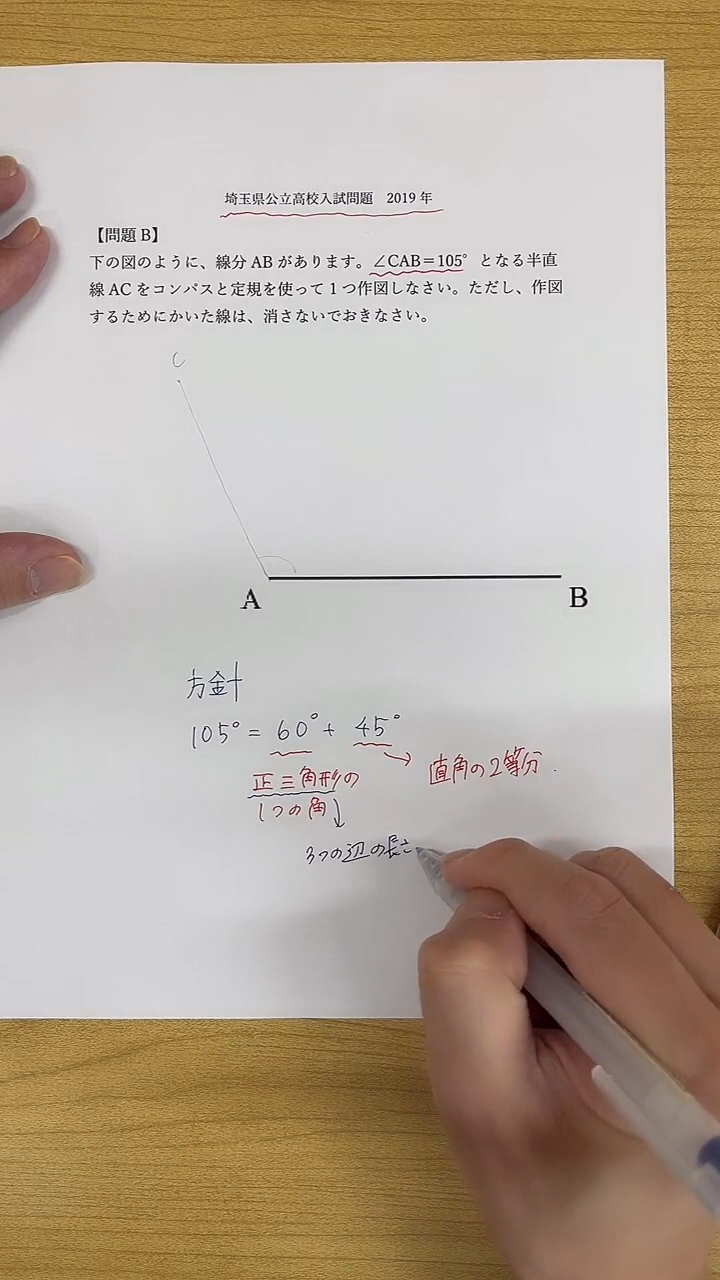 埼玉県公立高校入試問題　2019 年
【問題 B】
下の図のように、線分 AB があります。∠CAB＝105° となる半直
線 AC をコンパスと定規を使って 1 つ作図しなさい。ただし、作図
するためにかいた線は、消さないでおきなさい。
C
A
B
方針
105° = 60° + 45°
正三角形の
1つの角
直角の2等分.
3つの辺の長さ